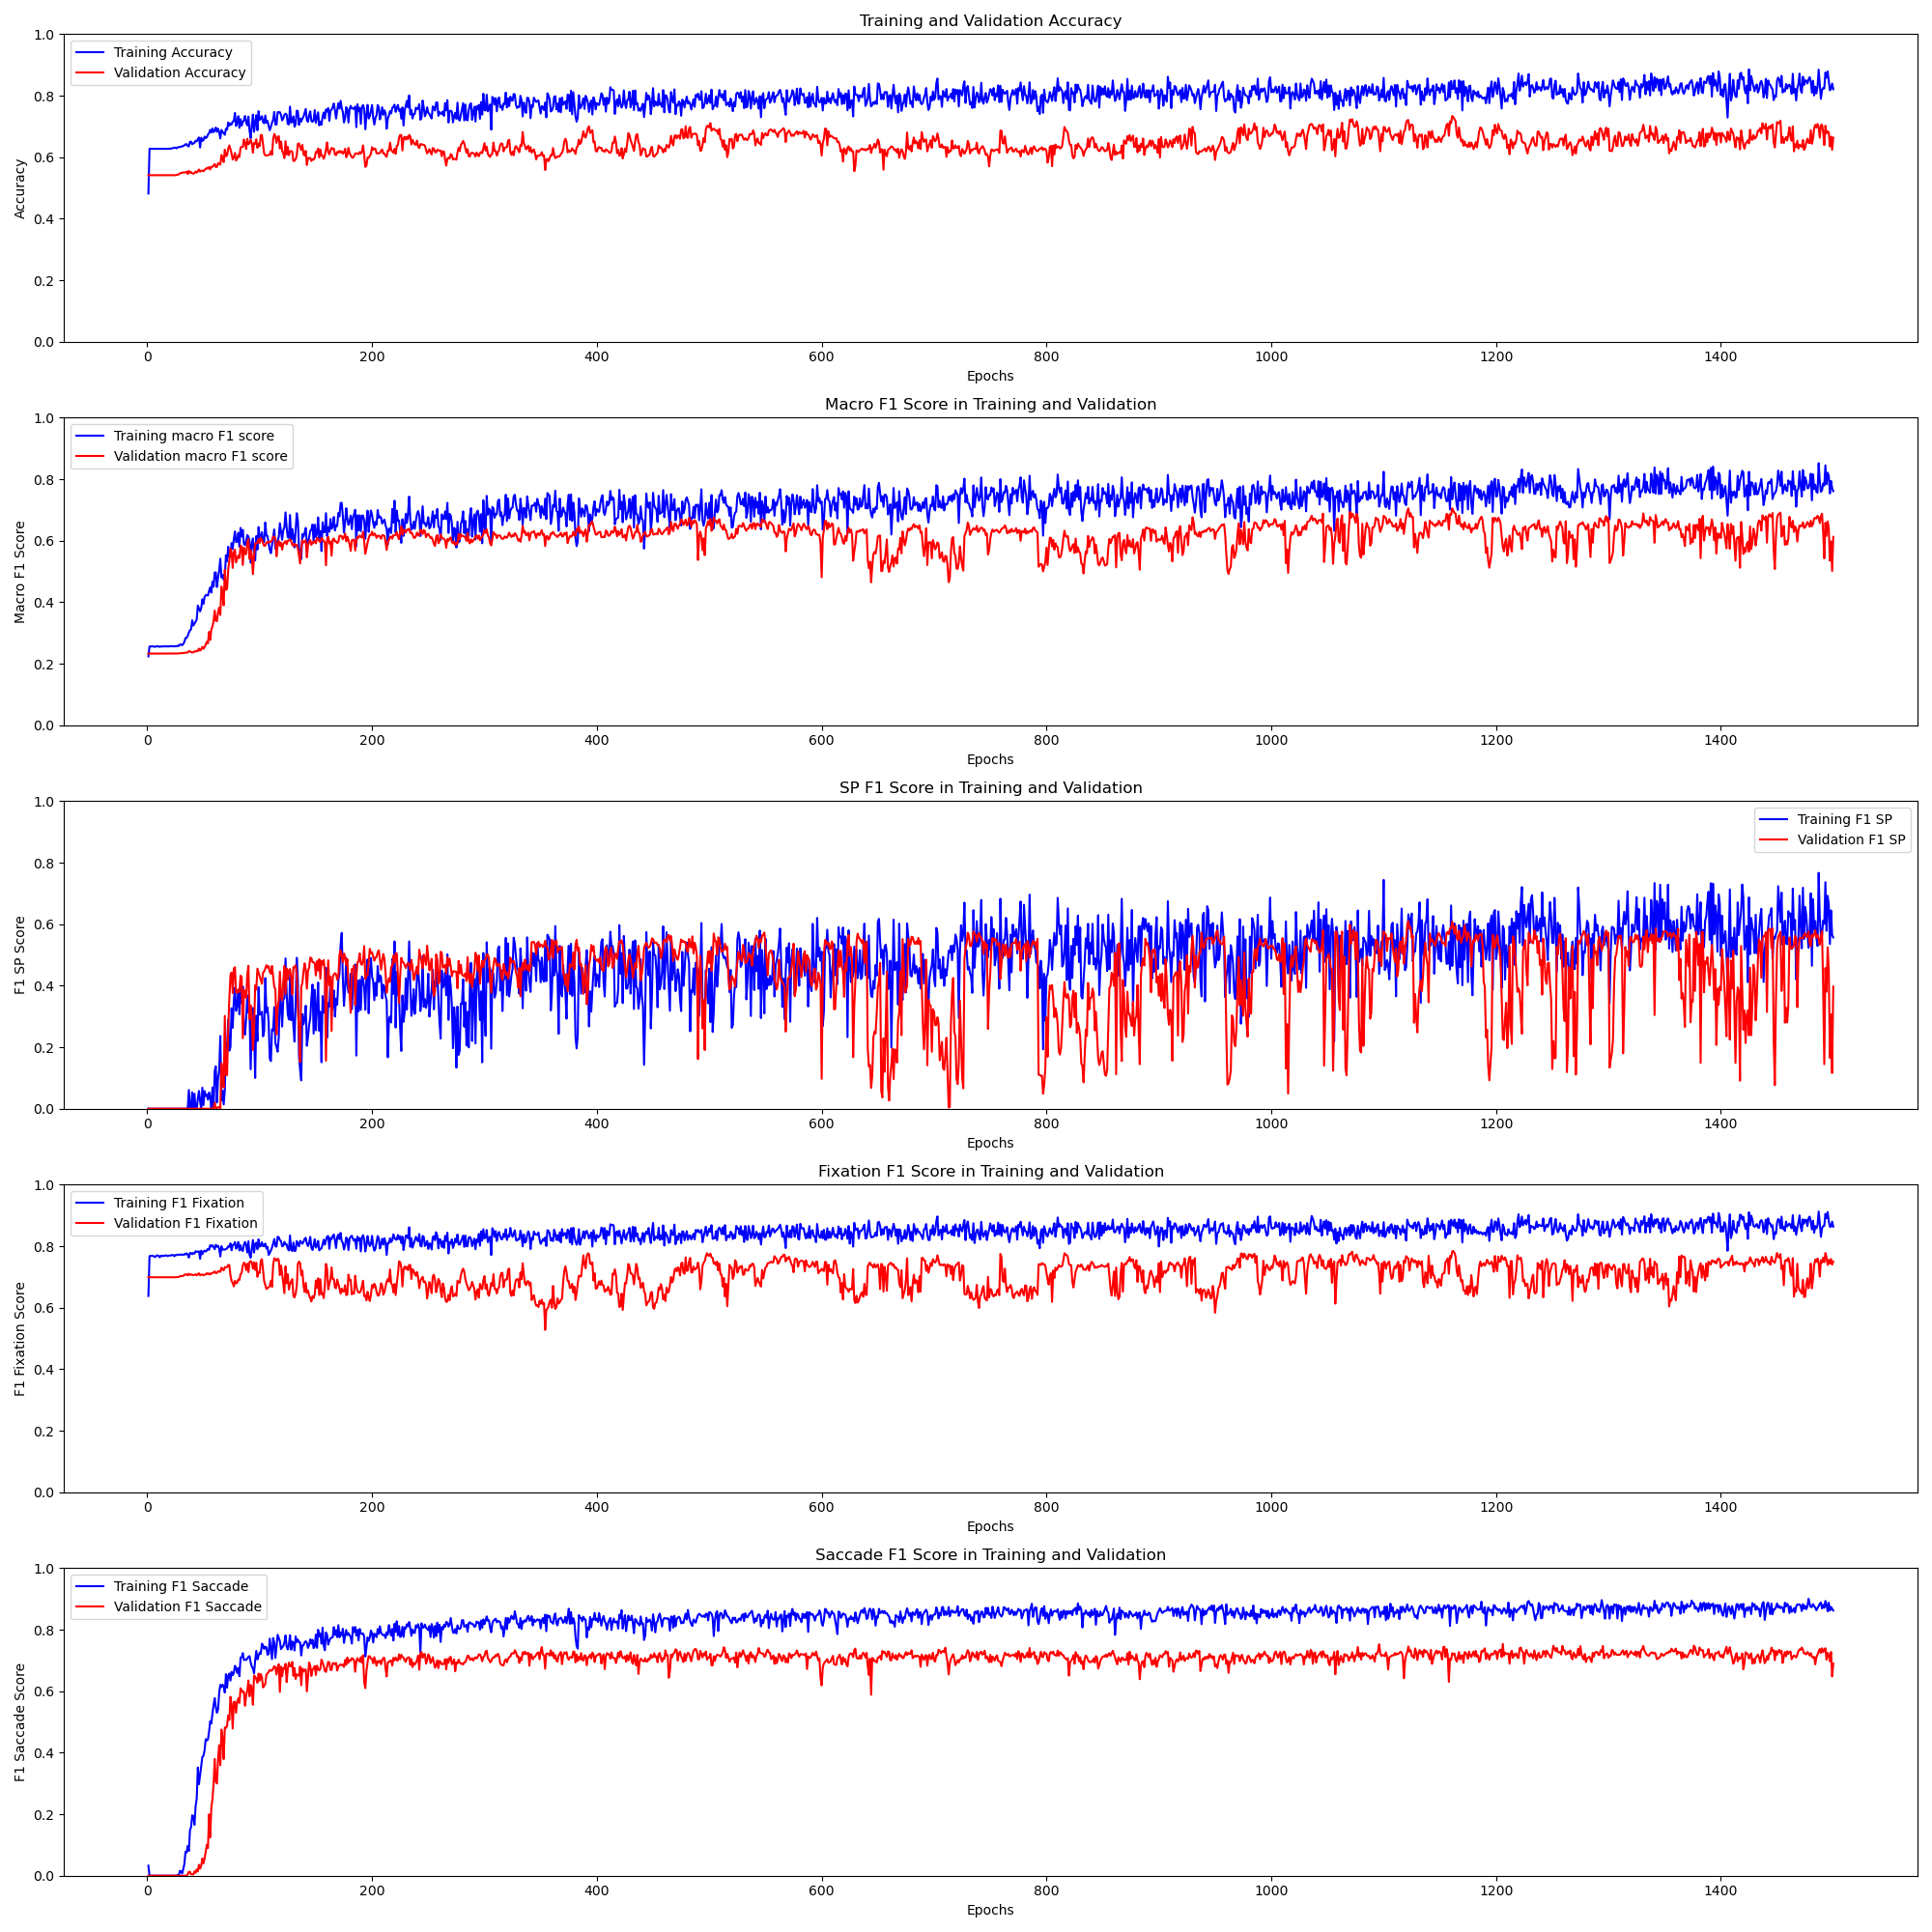 Training and Validation Accuracy
1.0
Training Accuracy
Validation Accuracy
0.8
0.6
Accuracy
0.4
0.2
0.0
0 200 400 600 800 1000 1200 1400
Epochs
Macro F1 Score in Training and Validation
1.0
Training macro F1 score
Validation macro F1 score
0.8
0.6
Macro F1 Score
0.4
0.2
0.0
0 200 400 600 800 1000 1200 1400
Epochs
SP F1 Score in Training and Validation
1.0
Training F1 SP
Validation F1 SP
0.8
0.6
F1 SP Score
0.4
0.2
0.0
0 200 400 600 800 1000 1200 1400
Epochs
Fixation F1 Score in Training and Validation
1.0
Training F1 Fixation
Validation F1 Fixation
0.8
0.6
F1 Fixation Score
0.4
0.2
0.0
0 200 400 600 800 1000 1200 1400
Epochs
Saccade F1 Score in Training and Validation
1.0
Training F1 Saccade
Validation F1 Saccade
0.8
0.6
F1 Saccade Score
0.4
0.2
0.0
0 200 400 600 800 1000 1200 1400
Epochs